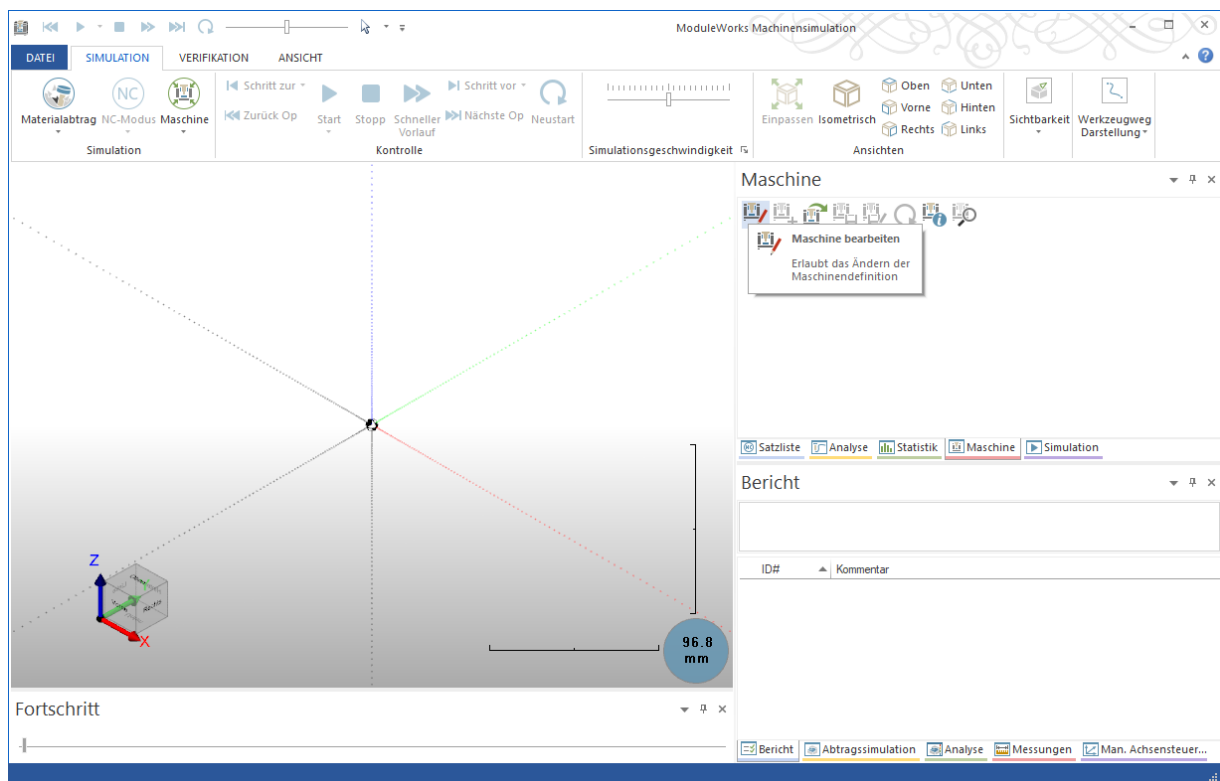 ModuleWorks Machinensimulation
DATEI SIMULATION VERIFIKATION ANSICHT
Materialabtrag NC-Modus Maschine
Simulation
Schritt zur Start Stopp Schneller Vorlauf Schritt vor Neustart
Zurück Op Nächste Op
Kontrolle
Simulationsgeschwindigkeit
Einpassen Isometrisch
Oben Unten
Vorne Hinten
Rechts Links
Ansichten
Sichtbarkeit
Werkzeugweg
Darstellung
Maschine
Maschine bearbeiten
Erlaubt das Ändern der
Maschinendefinition
Satzliste Analyse Statistik Maschine Simulation
Bericht
ID# Kommentar
Z
Rechts
X
96.8
mm
Fortschritt
Bericht Abtragssimulation Analyse Messungen Man. Achsensteuer...